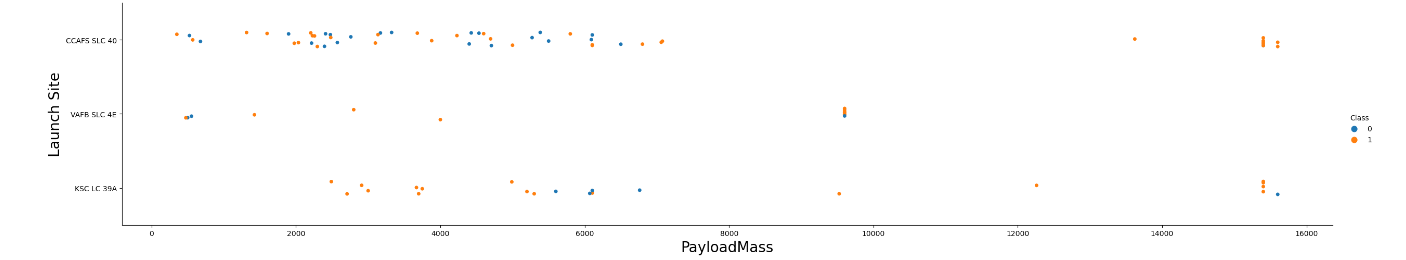 Launch Site
CCAFS SLC 40
VAFB SLC 4E
KSC LC 39A
0
2000
4000
6000
8000
10000
12000
14000
16000
PayloadMass
Class
0
1